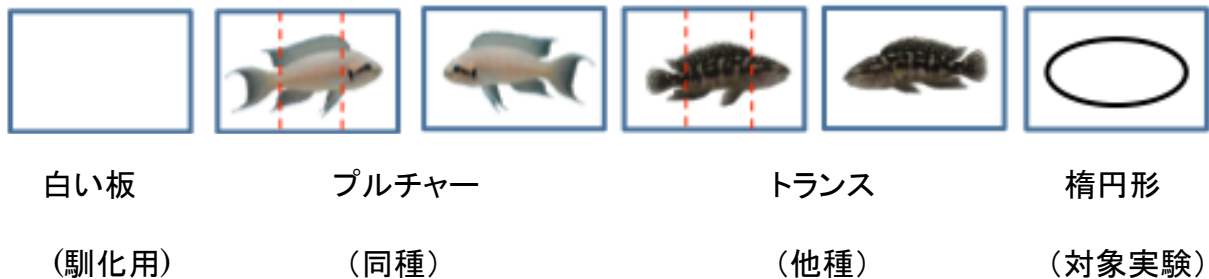 白い板 プルチャー トランス 楕円形
(馴化用) （同種） （他種） （対象実験）